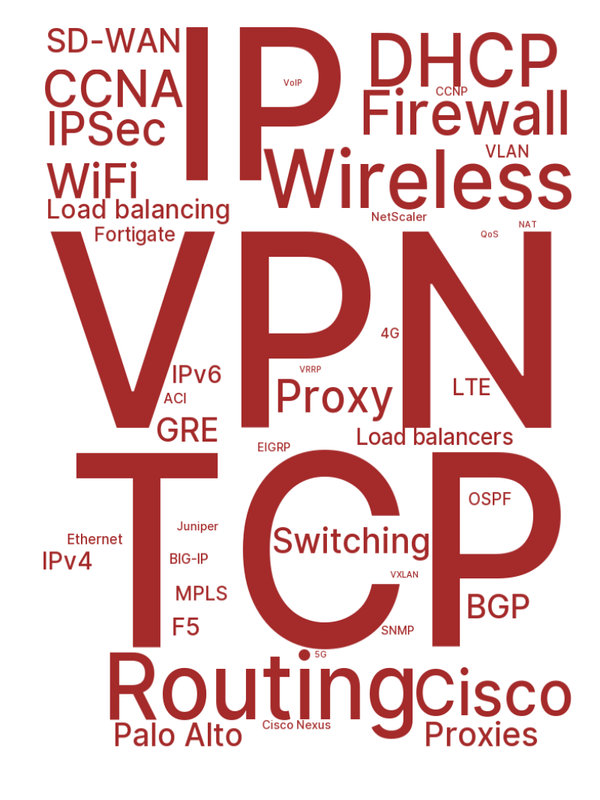 SD-WAN
IP
DHCP
CCNA
VoIP
CCNP
Firewall
IPSec
VLAN
WiFi
Wireless
Load balancing
NetScaler
Fortigate
QoS
NAT
VPN
4G
IPv6
VRRP
LTE
ACI
Proxy
GRE
Load balancers
EIGRP
TCP
OSPF
Juniper
Ethernet
Switching
IPv4
BIG-IP
VXLAN
MPLS
BGP
F5
SNMP
5G
Routing
Cisco
Palo Alto
Cisco Nexus
Proxies